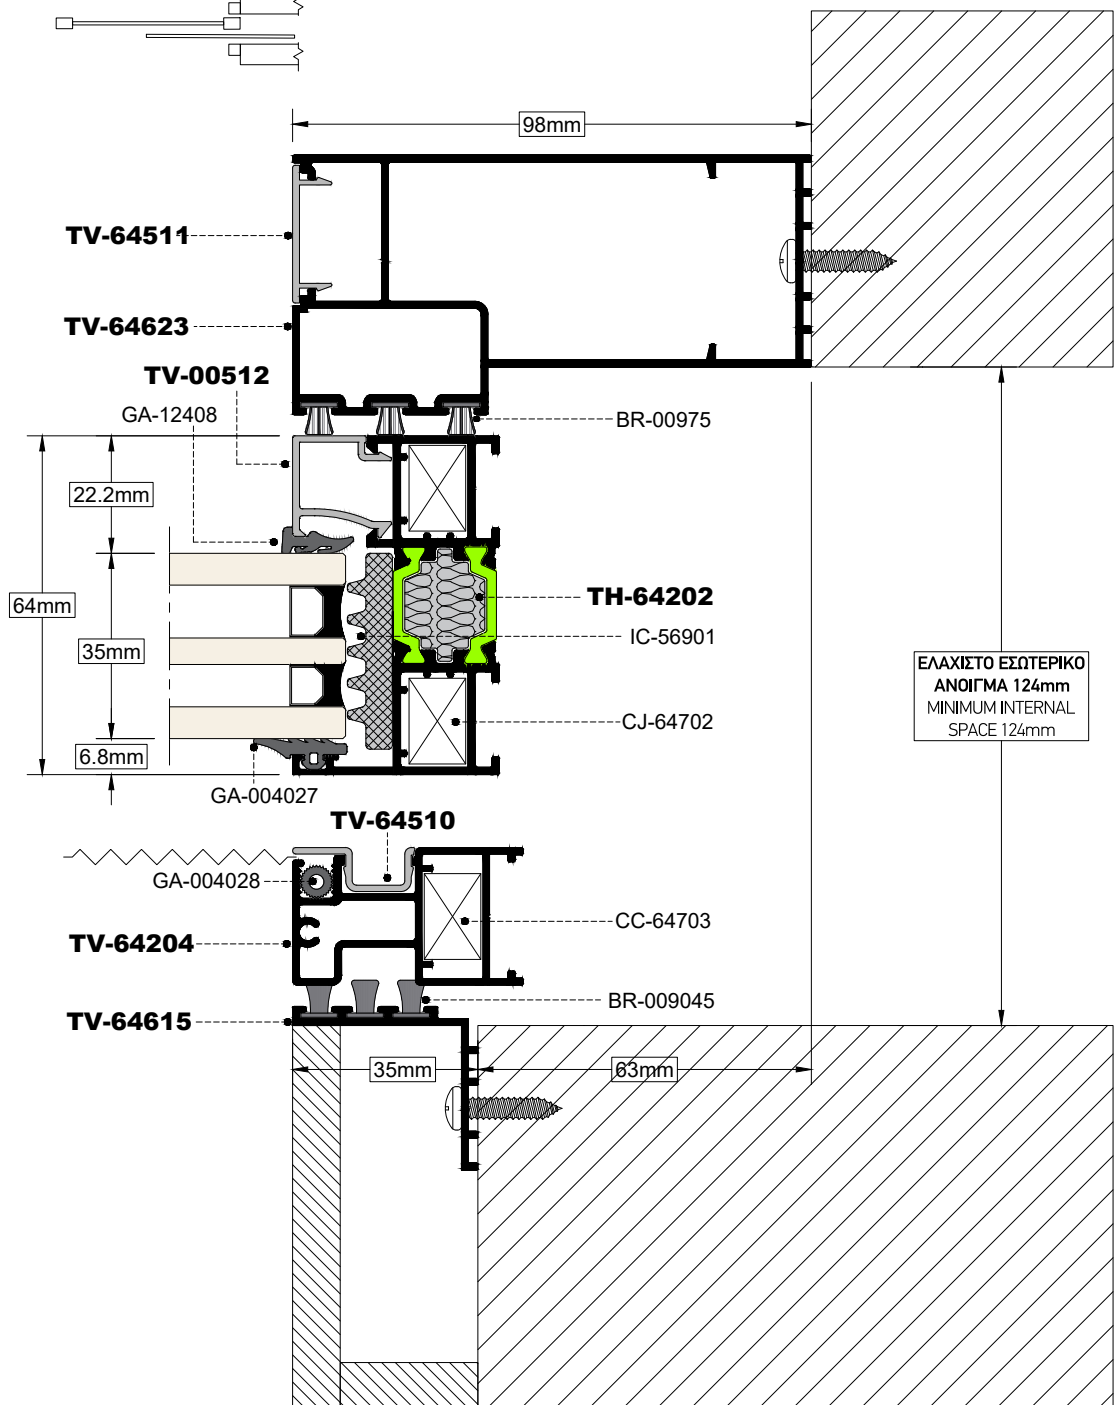 98mm
TV-64511
TV-64623
TV-00512
GA-12408
BR-00975
22.2mm
64mm
TH-64202
IC-56901
35mm
ΕΛΑΧΙΣΤΟ ΕΣΩΤΕΡΙΚΟ
ΑΝΟΙΓΜΑ 124mm
MINIMUM INTERNAL
SPACE 124mm
CJ-64702
6.8mm
GA-004027
TV-64510
GA-004028
CC-64703
TV-64204
BR-009045
TV-64615
35mm
63mm